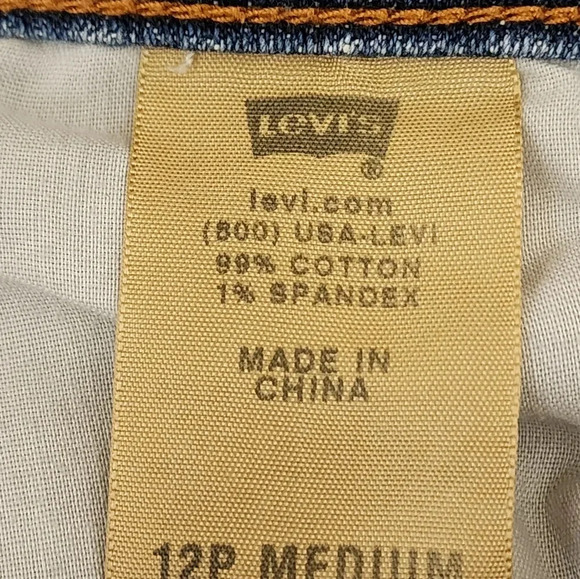 Levi's
®
levi.com
(800) USA-LEVI
99% COTTON
1% SPANDEX
MADE IN
CHINA
12P MEDIUM